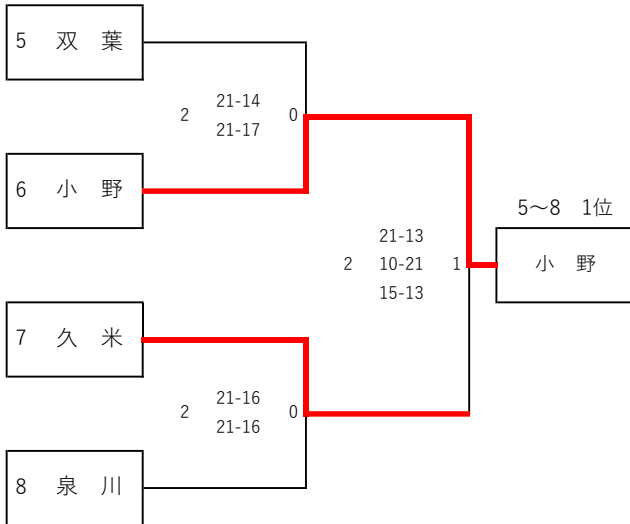 5 双 葉
2 21-14 0
21-17
6 小 野
5～8 1位
21-13
2 10-21 1
15-13
小 野
7 久 米
2 21-16 0
21-16
8 泉 川